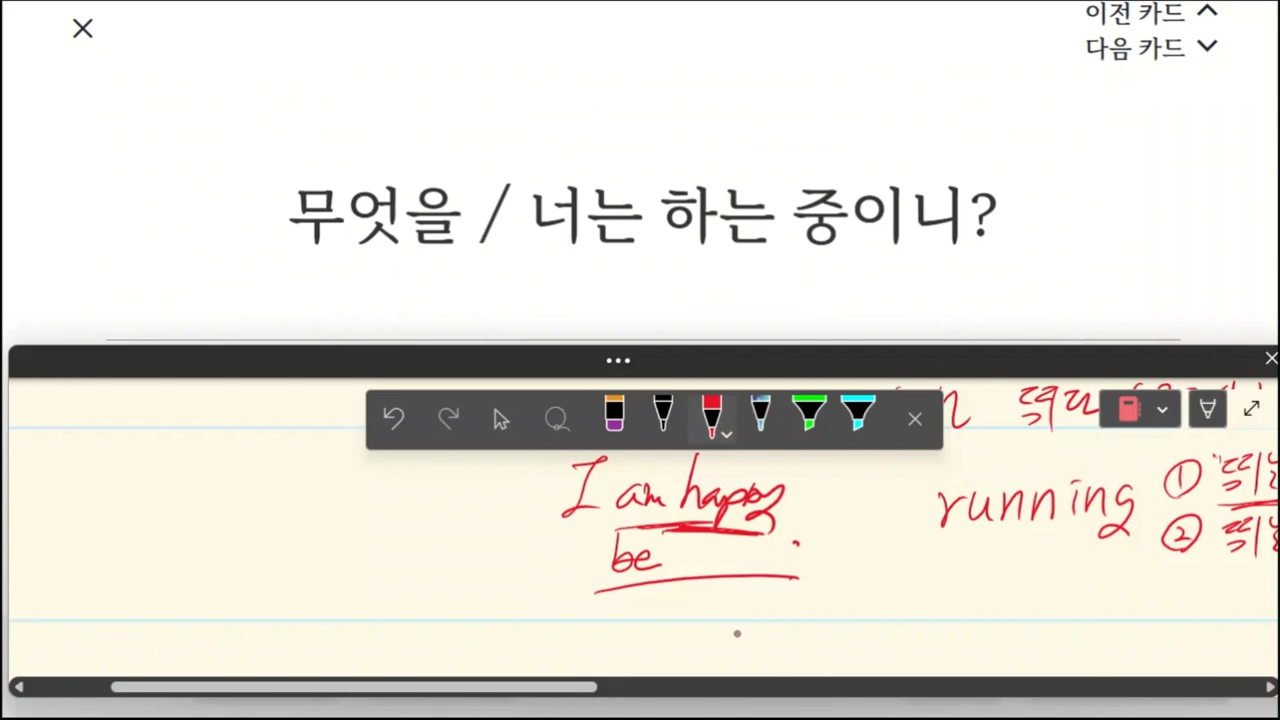 이전 카드
다음 카드
무엇을 / 너는 하는 중이니?
I am happy
be
running ①
②